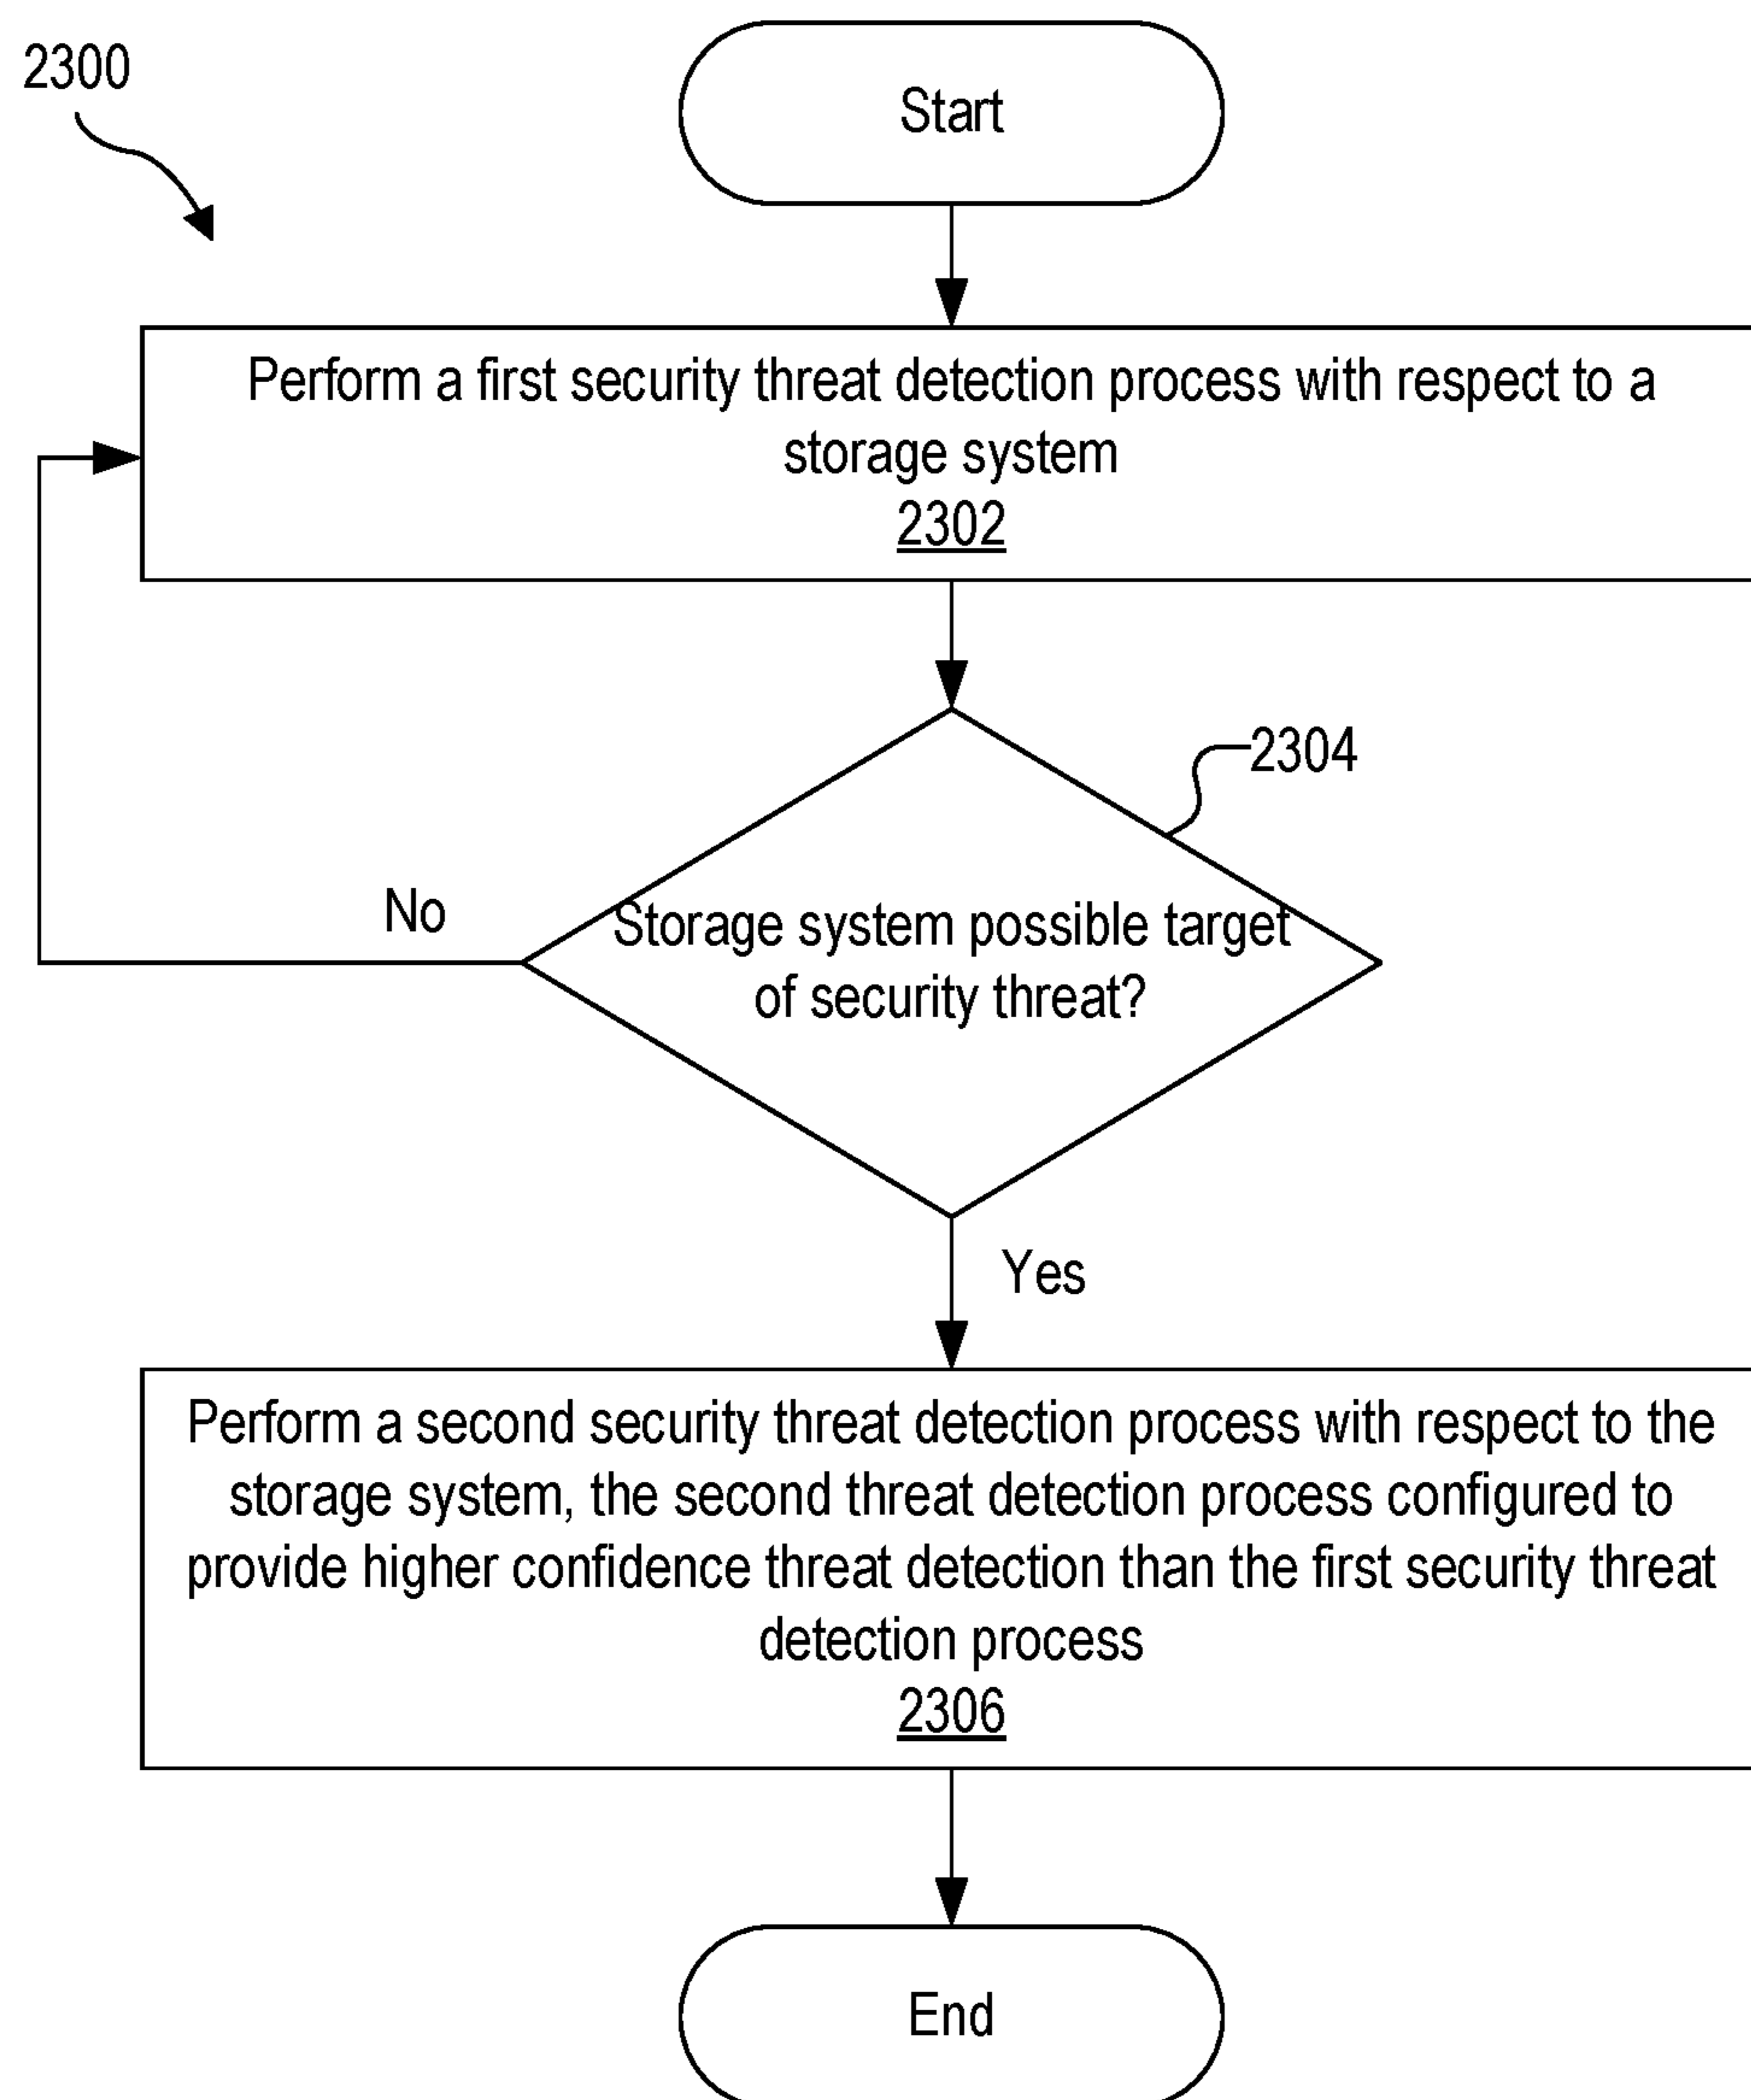 2300
Start
Perform a first security threat detection process with respect to a
storage system
2302
2304
Storage system possible target
of security threat?
No
Yes
Perform a second security threat detection process with respect to the
storage system, the second threat detection process configured to
provide higher confidence threat detection than the first security threat
detection process
2306
End